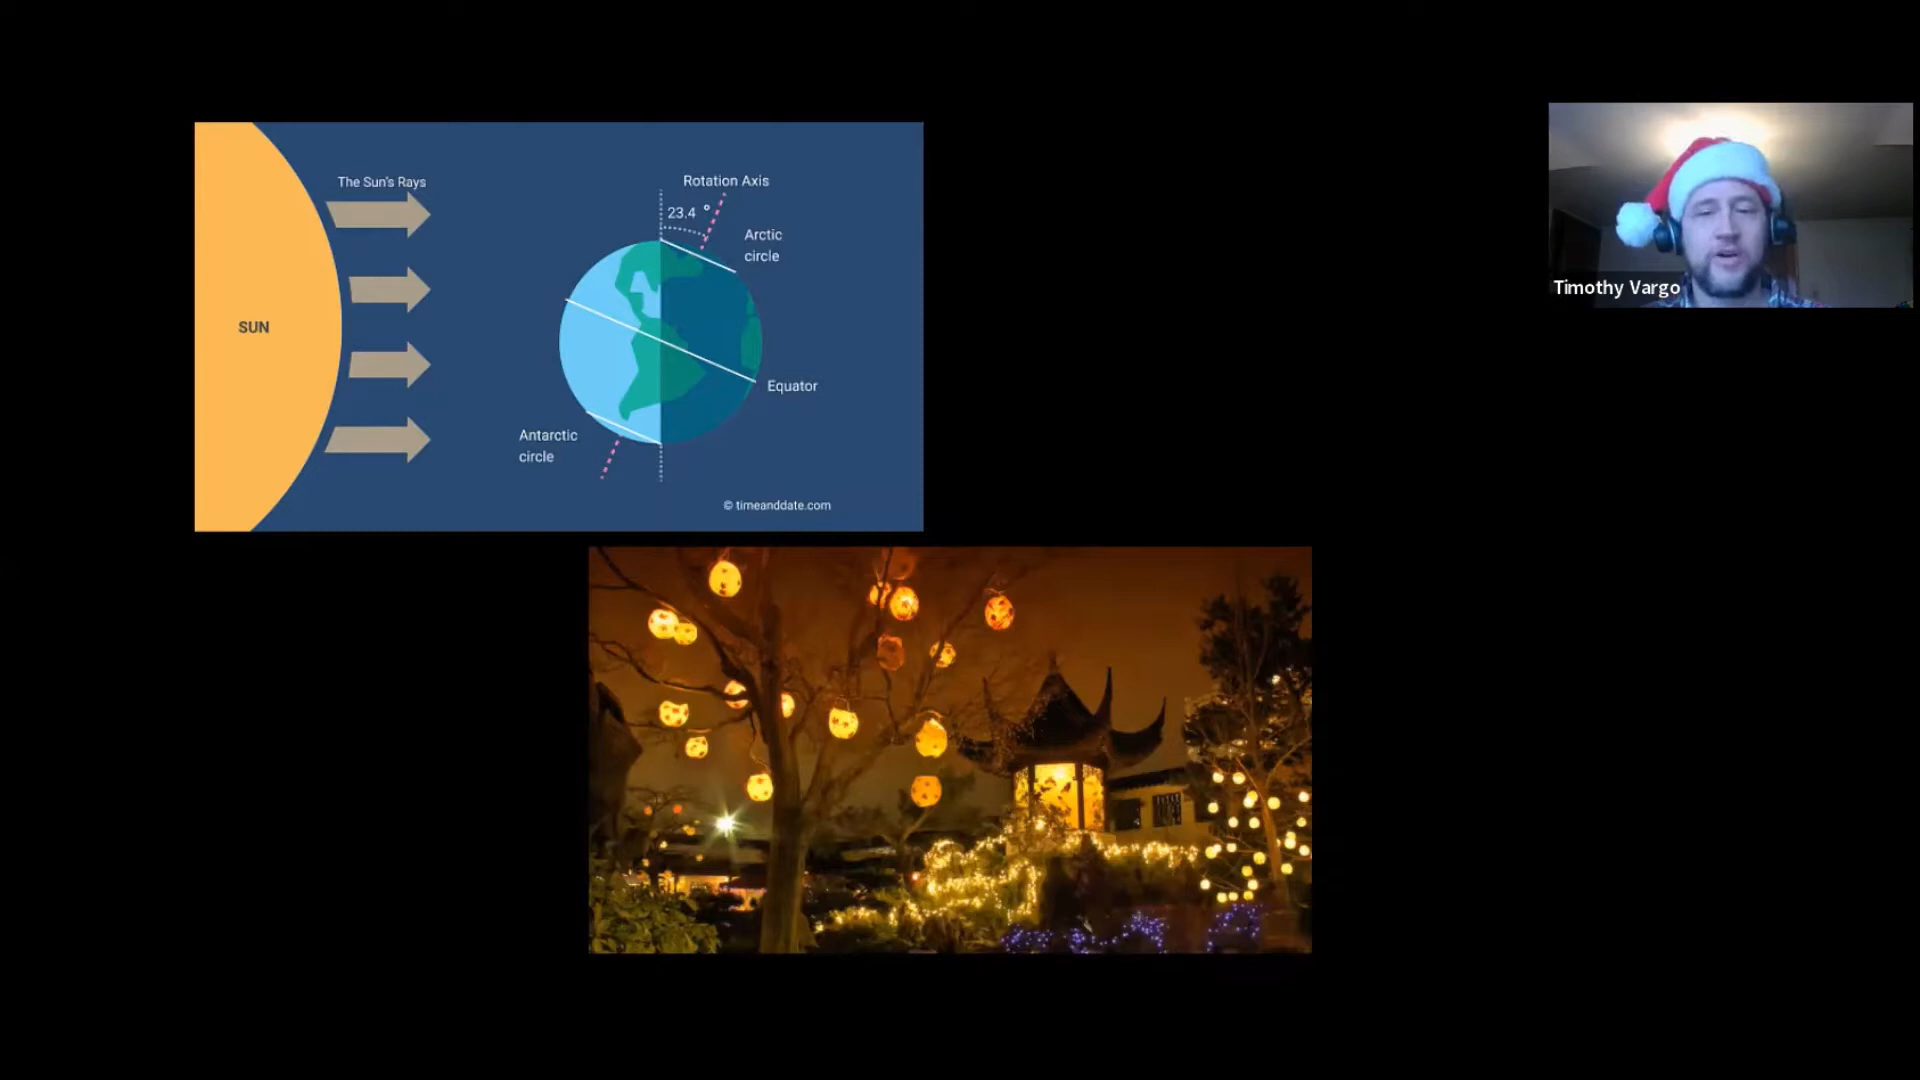 The Sun's Rays
Rotation Axis
23.4 °
Arctic
circle
SUN
Equator
Antarctic
circle
© timeanddate.com
Timothy Vargo